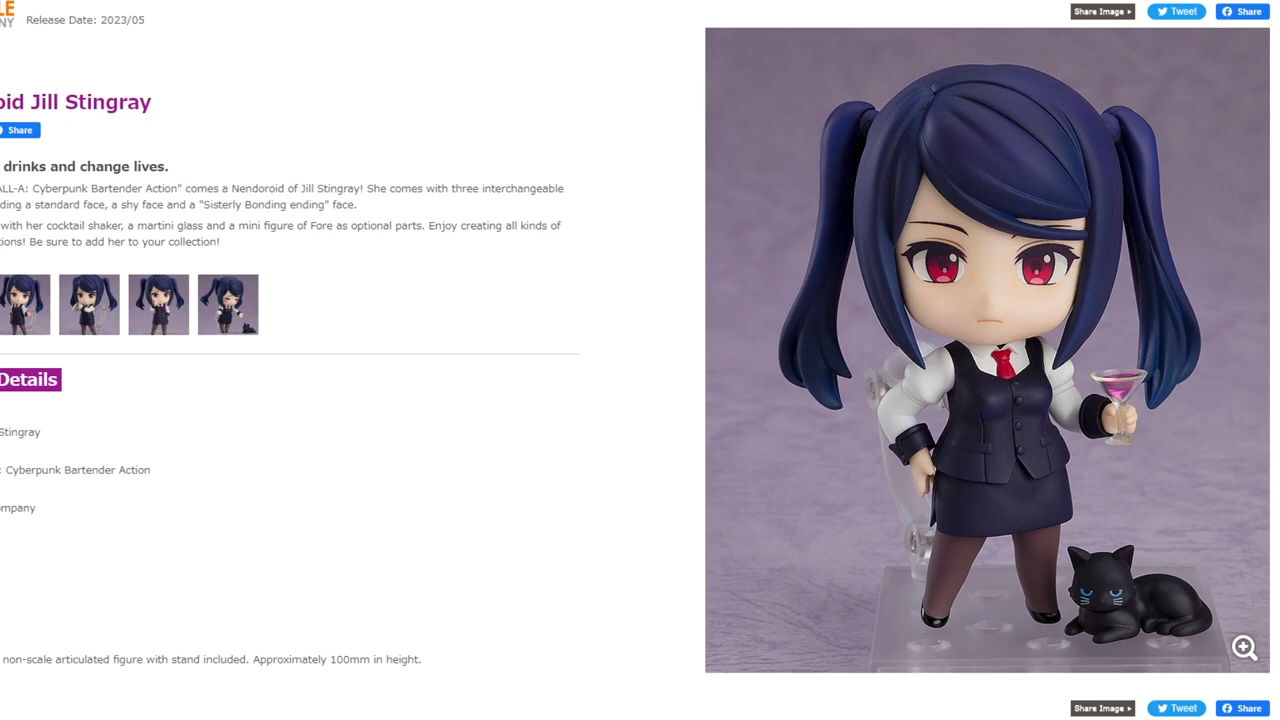 LE
NY
Release Date: 2023/05
Share Image ▸
Tweet
Share
oid Jill Stingray
Share
drinks and change lives.
ALL-A: Cyberpunk Bartender Action" comes a Nendoroid of Jill Stingray! She comes with three interchangeable
ding a standard face, a shy face and a "Sisterly Bonding ending" face.
with her cocktail shaker, a martini glass and a mini figure of Fore as optional parts. Enjoy creating all kinds of
tions! Be sure to add her to your collection!
Details
Stingray
: Cyberpunk Bartender Action
ompany
non-scale articulated figure with stand included. Approximately 100mm in height.
Share Image ▸
Tweet
Share